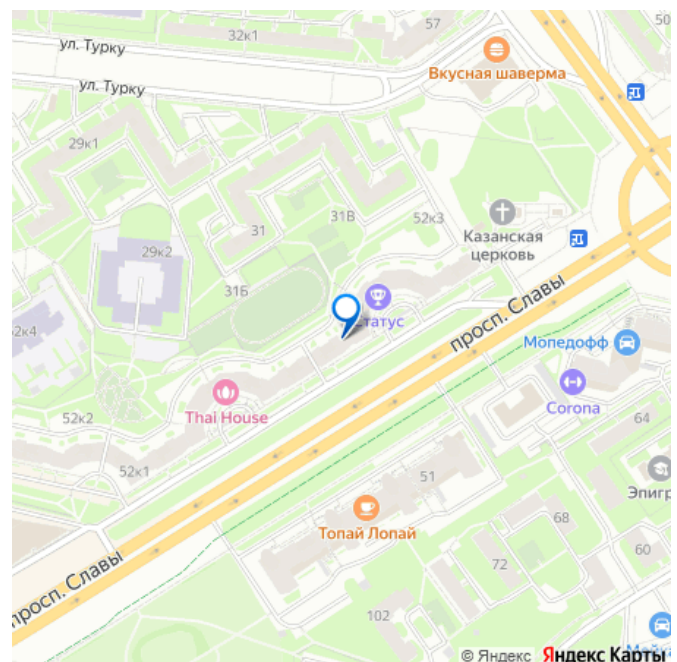 57
50
32к1
ул. Турку
Вкусная шаверма
ул. Турку
29к1
31В
52к3
31
Казанская
церковь
29к2
31Б
Статус
просп. Славы
52к4
Мопедофф
Thai House
Corona
52к2
64
52к1
51
Эпигр
Топай Лопай
68
60
72
просп. Славы
102
© Яндекс Яндекс Карты